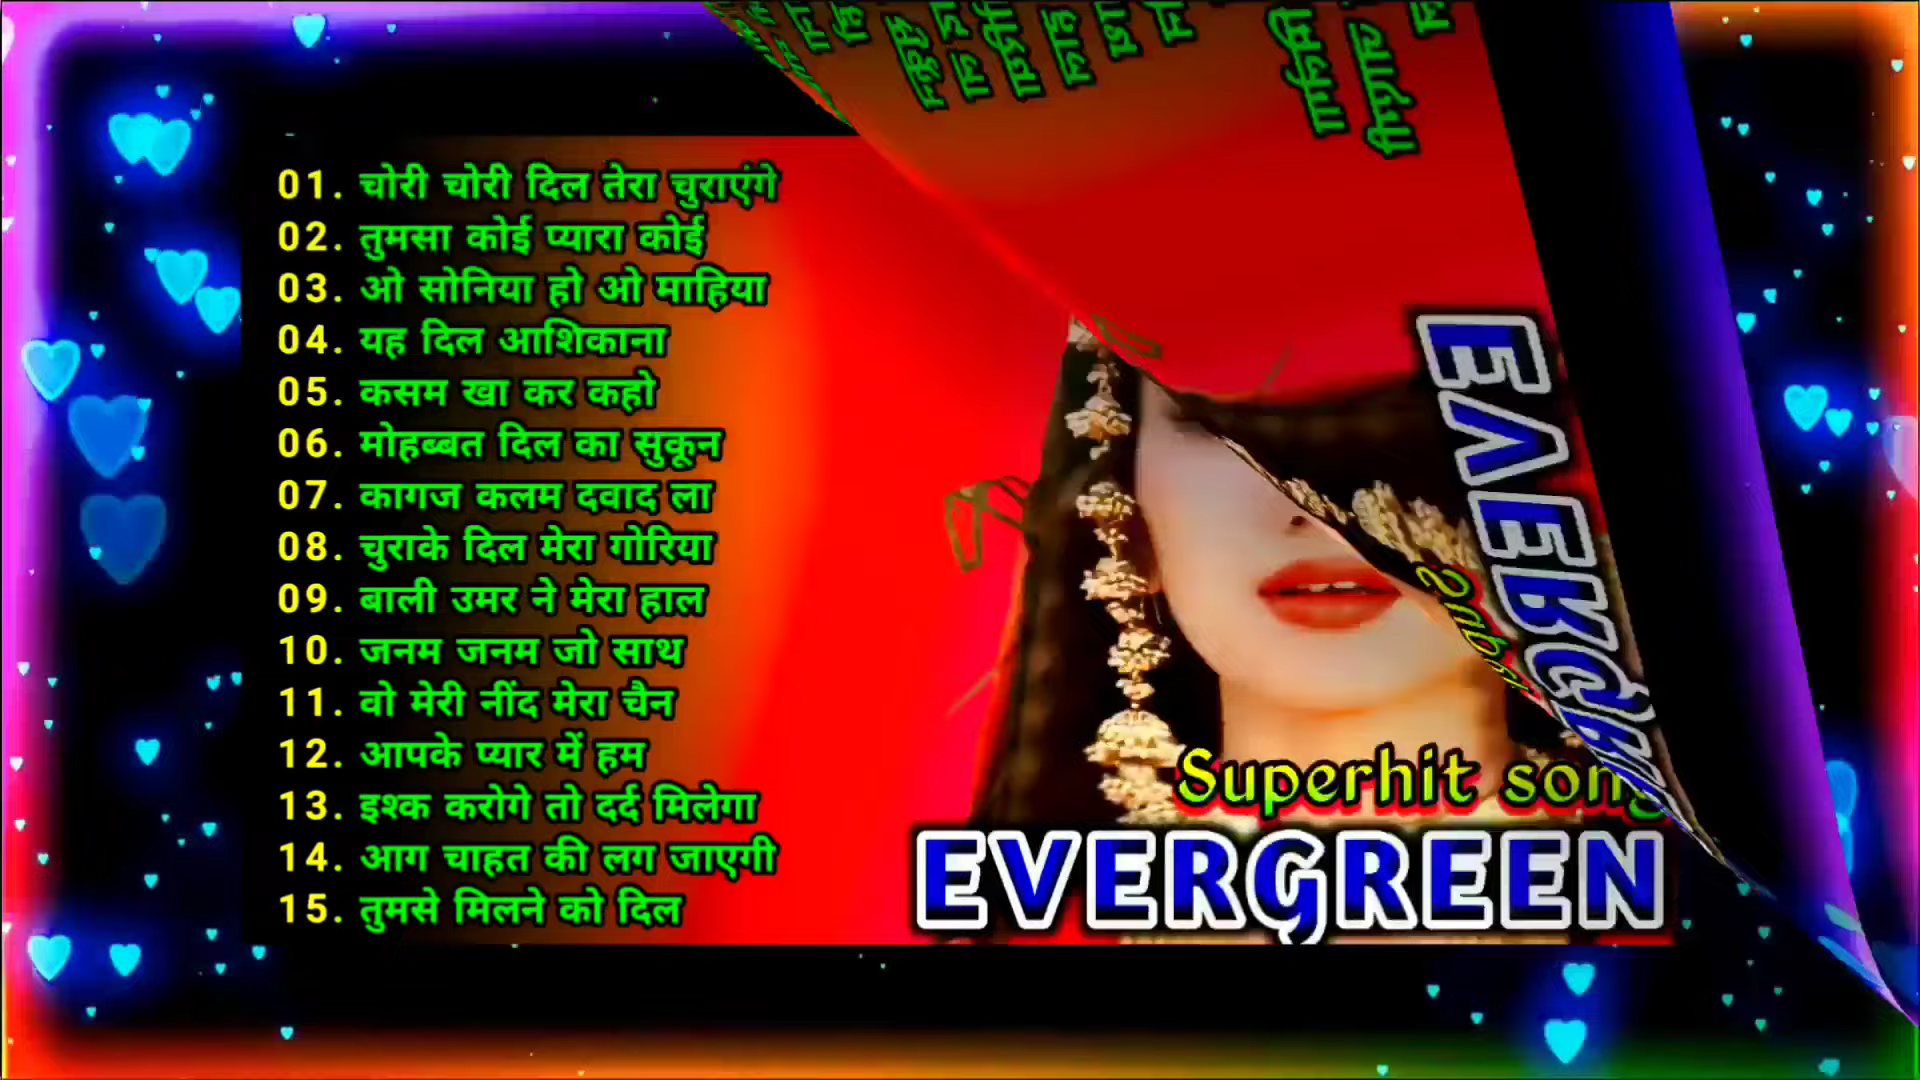 01. चोरी चोरी दिल तेरा चुराएंगे
02. तुमसा कोई प्यारा कोई
03. ओ सोनिया हो ओ माहिया
04. यह दिल आशिकाना
05. कसम खा कर कहो
06. मोहब्बत दिल का सुकून
07. कागज कलम दवाद ला
08. चुराके दिल मेरा गोरिया
09. बाली उमर ने मेरा हाल
10. जनम जनम जो साथ
11. वो मेरी नींद मेरा चैन
12. आपके प्यार में हम
13. इश्क करोगे तो दर्द मिलेगा
14. आग चाहत की लग जाएगी
15. तुमसे मिलने को दिल
Superhit song
EVERGREEN